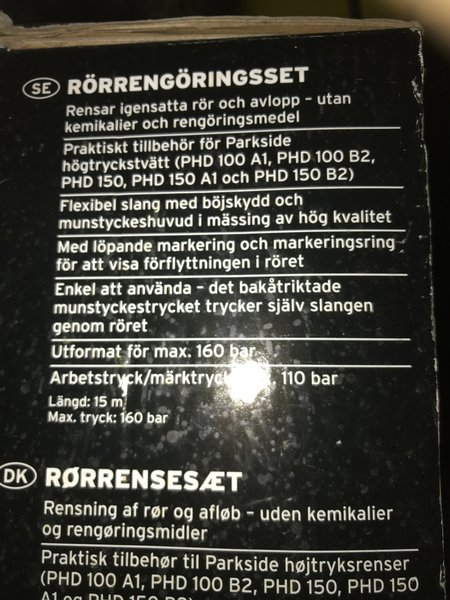 SE RÖRRENGÖRINGSSET
Rensar igensatta rör och avlopp – utan
kemikalier och rengöringsmedel
Praktiskt tillbehör för Parkside
högtryckstvätt (PHD 100 A1, PHD 100 B2,
PHD 150, PHD 150 A1 och PHD 150 B2)
Flexibel slang med böjskydd och
munstyckeshuvud i mässing av hög kvalitet
Med löpande markering och markeringsring
för att visa förflyttningen i röret
Enkel att använda – det bakåtriktade
munstyckestrycket trycker själv slangen
genom röret
Utformat för max. 160 bar
110 bar
Längd: 15 m
Max. tryck: 160 bar
DK RØRRENSESÆT
Rensning af rør og afløb – uden kemikalier
og rengøringsmidler
Praktisk tilbehør til Parkside højtryksrenser
(PHD 100 A1, PHD 100 B2, PHD 150, PHD 150